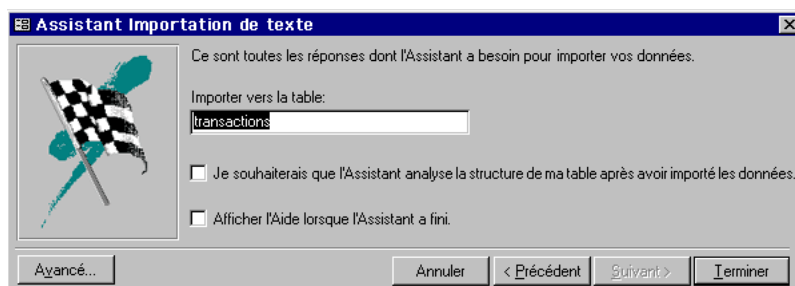 Assistant Importation de texte
Ce sont toutes les réponses dont l'Assistant a besoin pour importer vos données.
Importer vers la table:
transactions
Je souhaiterais que l'Assistant analyse la structure de ma table après avoir importé les données.
Afficher l'Aide lorsque l'Assistant a fini.
Avancé... Annuler < Précédent Suivant > Terminer